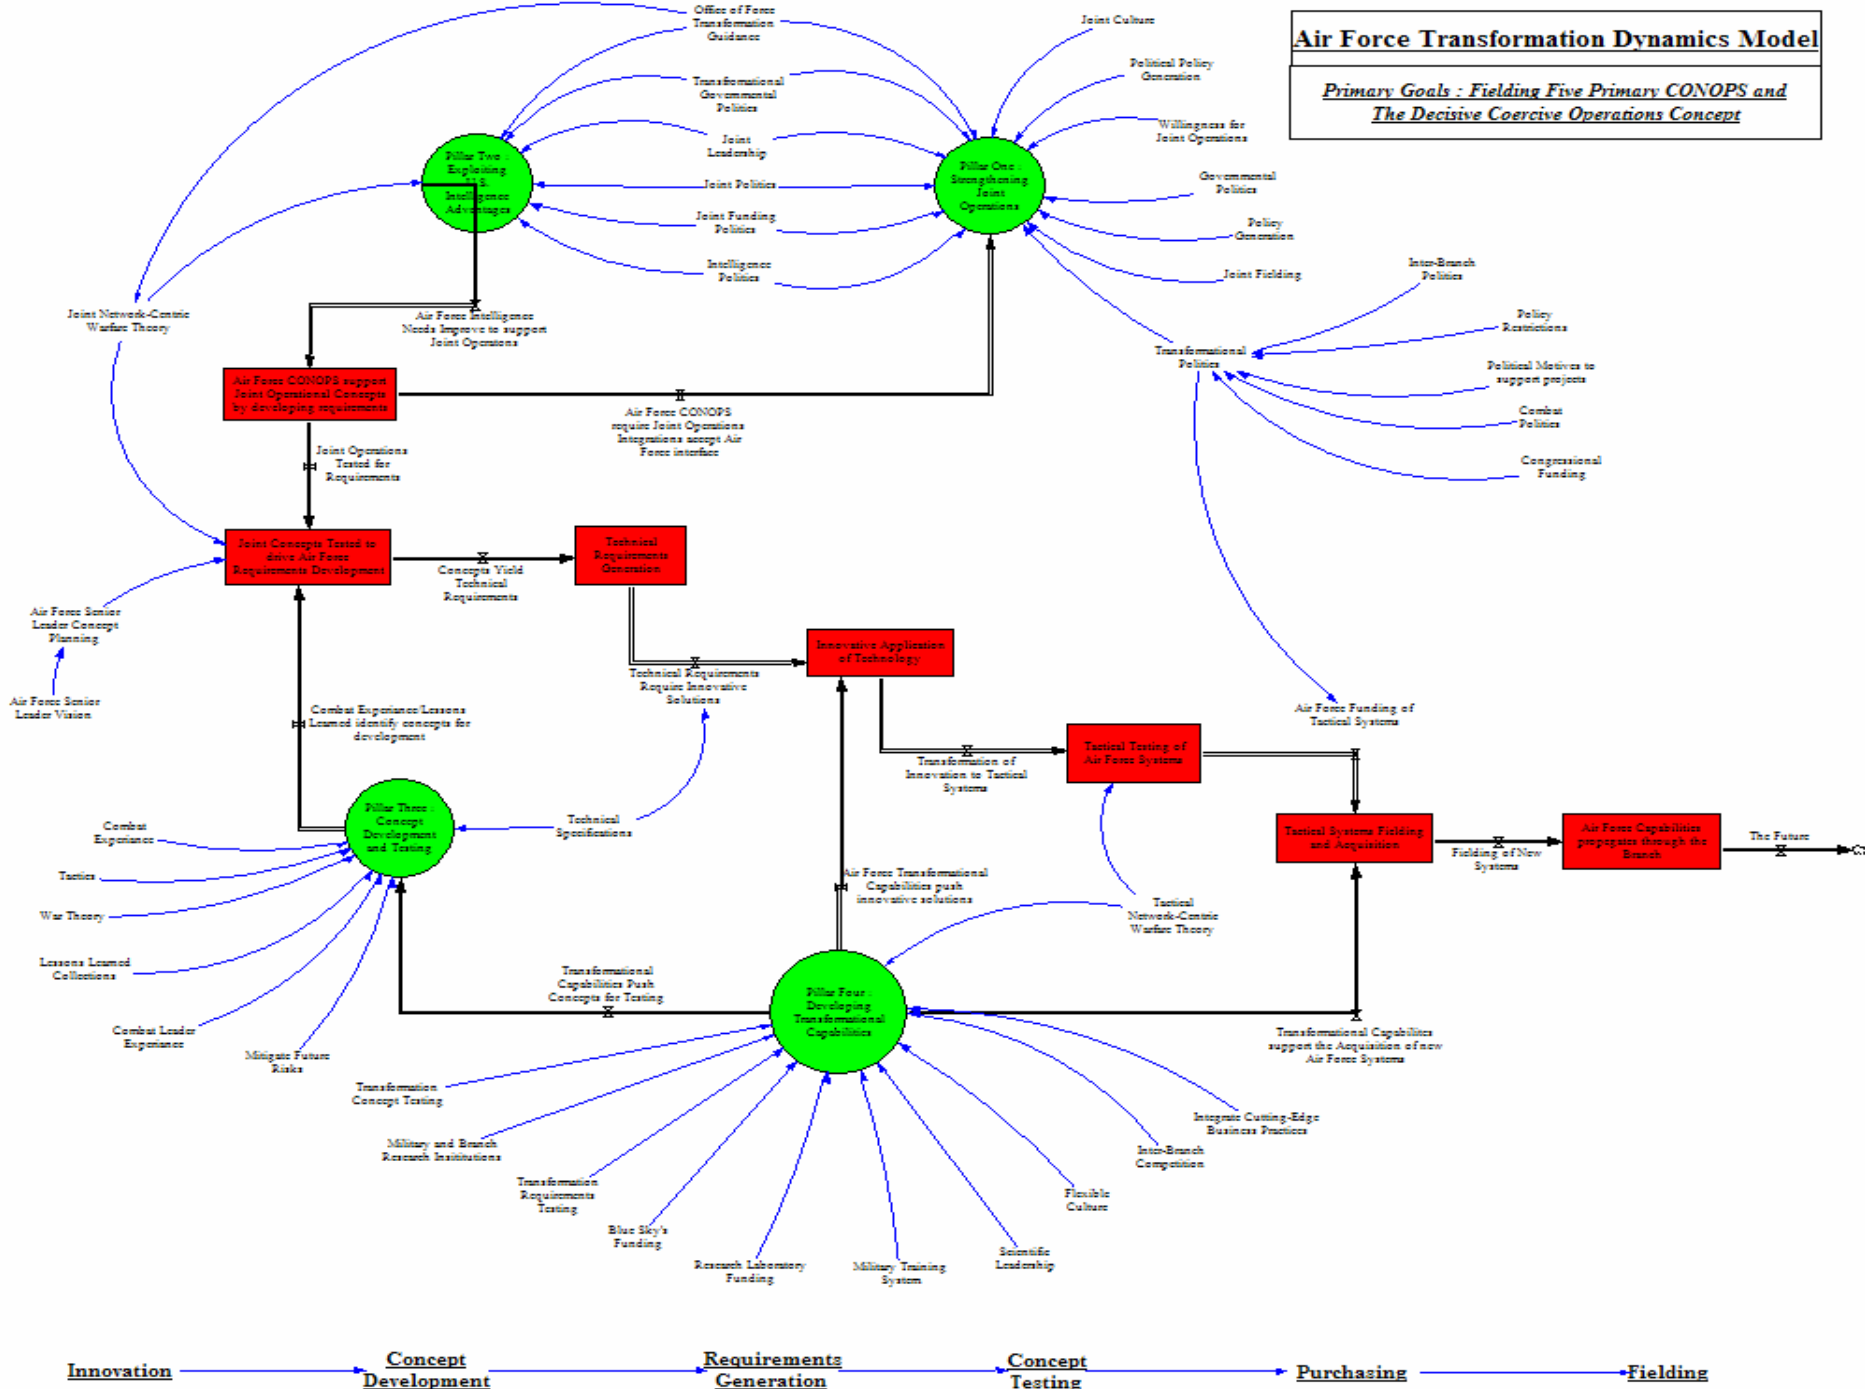 Air Force Transformation Dynamics Model
Primary Goals : Fielding Five Primary CONOPS and
The Decisive Coercive Operations Concept
Office of Force
Transformation
Guidance
Transformational
Governmental
Politics
Joint
Leadership
Joint Politics
Joint Funding
Politics
Intelligence
Politics
Joint Culture
Political Policy
Generation
Willingness for
Joint Operations
Governmental
Politics
Policy
Generation
Joint Fielding
Pillar Two :
Exploiting
U.S.
Intelligence
Advantages
Pillar One :
Strengthening
Joint
Operations
Inter-Branch
Politics
Policy
Restrictions
Transformational
Politics
Political Motives to
support projects
Combat
Politics
Congressional
Funding
Joint Network-Centric
Warfare Theory
Air Force Intelligence
Needs Improve to support
Joint Operatons
Air Force CONOPS support
Joint Operational Concepts
by developing requirements
Air Force CONOPS
require Joint Operations
Integrations accept Air
Force interface
Joint Operations
Tested for
Requirements
Joint Concepts Tested to
drive Air Force
Requirements Development
Concepts Yield
Technical
Requirements
Technical
Requirements
Generation
Air Force Senior
Leader Concept
Planning
Air Force Senior
Leader Vision
Innovative Application
of Technology
Technical Requirements
Require Innovative
Solutions
Combat Experiance/Lessons
Learned identify concepts for
development
Air Force Funding of
Tactical Systems
Tactical Testing of
Air Force Systems
Transformation of
Innovation to Tactical
Systems
Pillar Three :
Concept
Development
and Testing
Technical
Specifications
Combat
Experiance
Tactics
War Theory
Lessons Learned
Collections
Combat Leader
Experiance
Mitigate Future
Risks
Tactical Systems Fielding
and Acquisition
Fielding of New
Systems
Air Force Capabilities
propegates through the
Branch
The Future
Air Force Transformational
Capabilities push
innovative solutions
Tactical
Network-Centric
Warfare Theory
Transformational
Capabilities Push
Concepts for Testing
Pillar Four :
Developing
Transformational
Capabilities
Transformational Capabilites
support the Acquisition of new
Air Force Systems
Transformation
Concept Testing
Military and Branch
Research Insititutions
Transformation
Requirements
Testing
Blue Sky's
Funding
Research Laboratory
Funding
Military Training
System
Scientific
Leadership
Flexible
Culture
Inter-Branch
Competition
Integrate Cutting-Edge
Business Practices
Innovation
Concept
Development
Requirements
Generation
Concept
Testing
Purchasing
Fielding